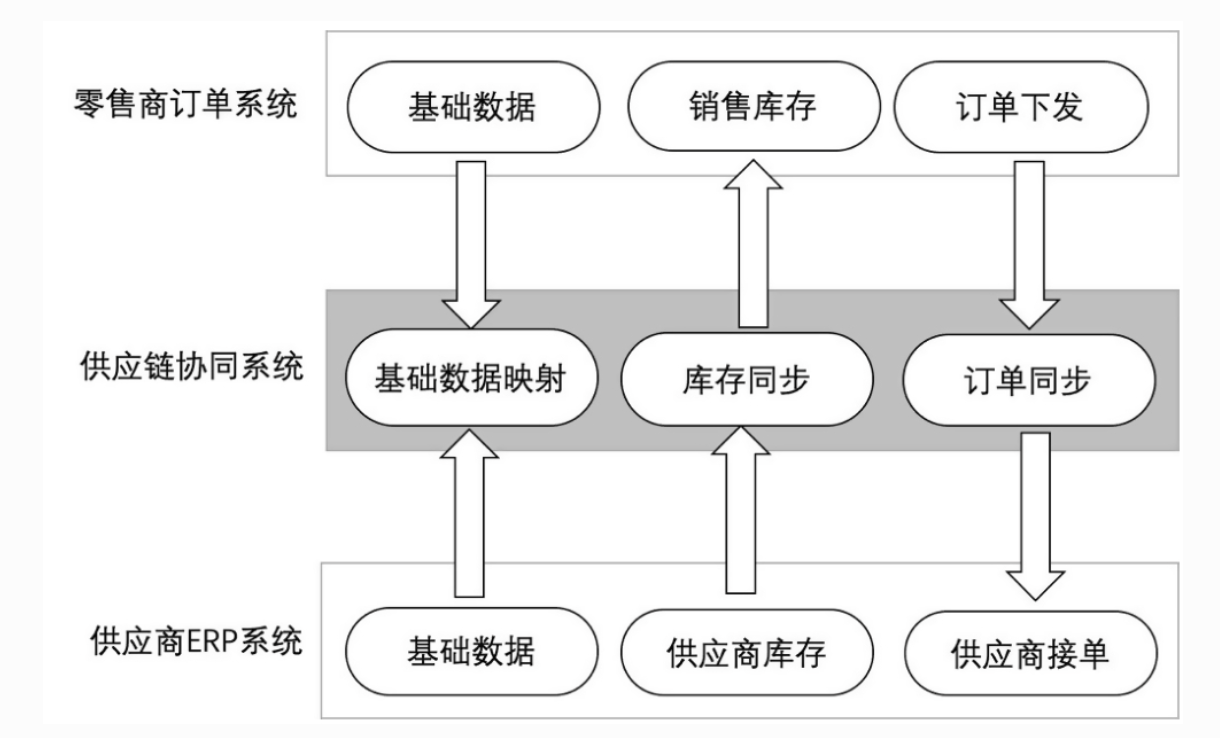 零售商订单系统
基础数据
销售库存
订单下发
供应链协同系统
基础数据映射
库存同步
订单同步
供应商ERP系统
基础数据
供应商库存
供应商接单